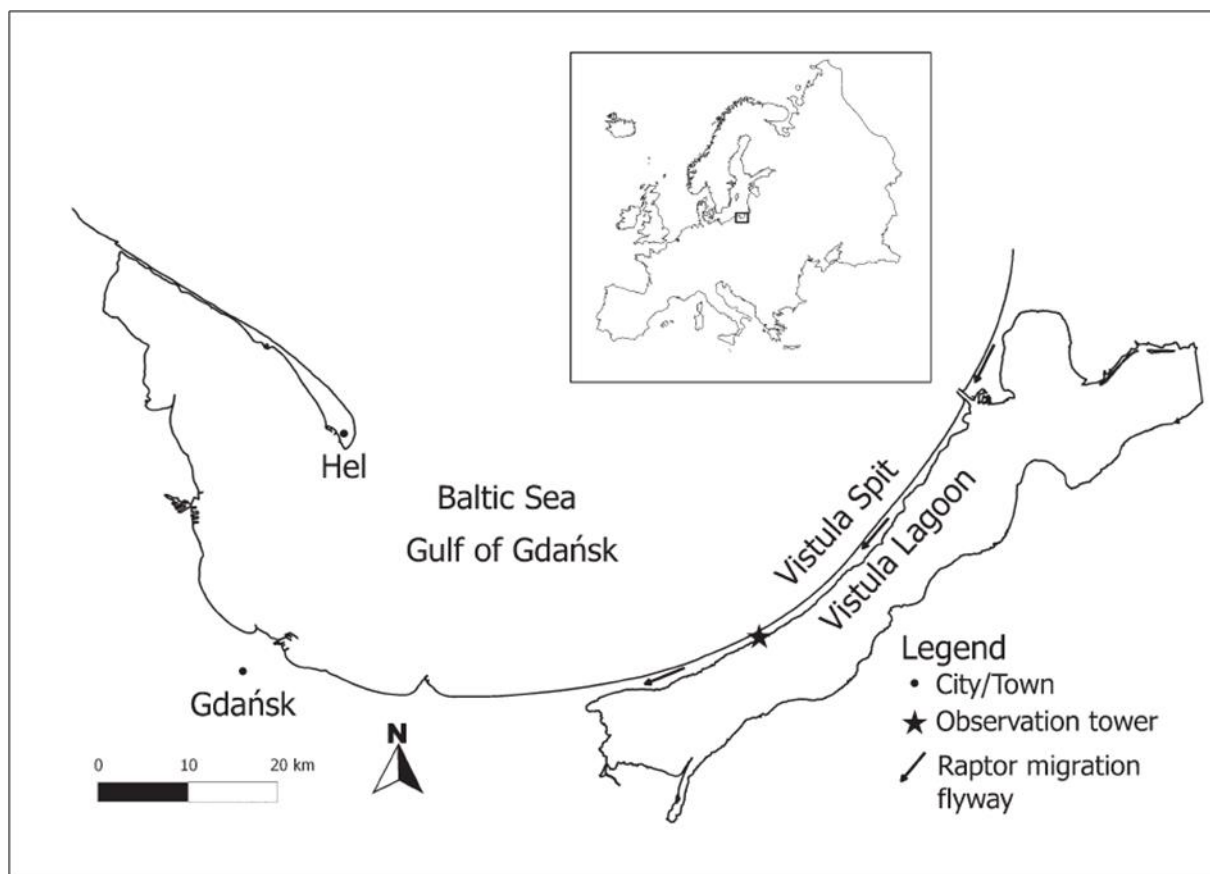 Hel
Baltic Sea
Gulf of Gdańsk
Vistula Spit
Vistula Lagoon
Gdańsk
N
0 10 20 km
Legend
City/Town
Observation tower
Raptor migration
flyway